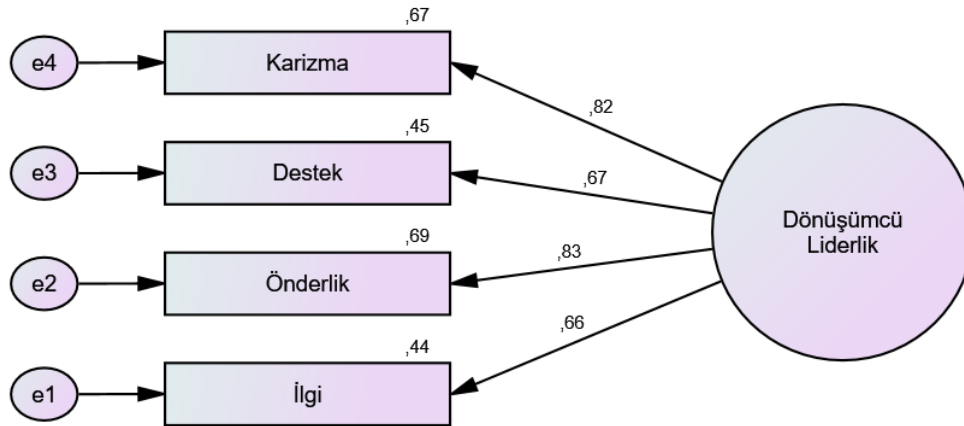 ,67
e4
Karizma
,82
,45
e3
Destek
,67
Dönüşümcü
Liderlik
,69
e2
Önderlik
,83
,66
,44
e1
İlgi